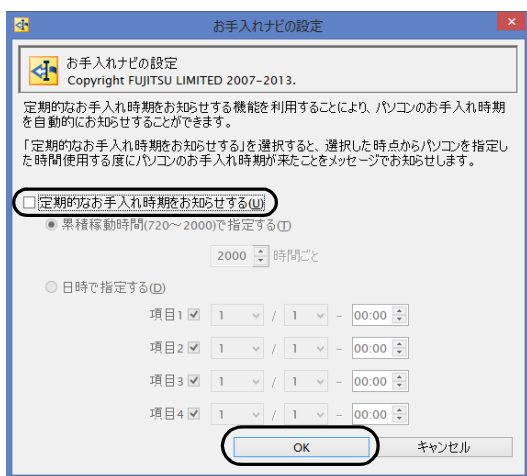 お手入れナビの設定
お手入れナビの設定
Copyright FUJITSU LIMITED 2007-2013.
定期的なお手入れ時期をお知らせする機能を利用することにより、パソコンのお手入れ時期
を自動的にお知らせすることができます。
「定期的なお手入れ時期をお知らせする」を選択すると、選択した時点からパソコンを指定し
た時間使用する度にパソコンのお手入れ時期が来たことをメッセージでお知らせします。
定期的なお手入れ時期をお知らせする(U)
累積稼動時間(720～2000)で指定する(T)
2000 時間ごと
日時で指定する(D)
項目1 1 / 1 - 00:00
項目2 1 / 1 - 00:00
項目3 1 / 1 - 00:00
項目4 1 / 1 - 00:00
OK キャンセル